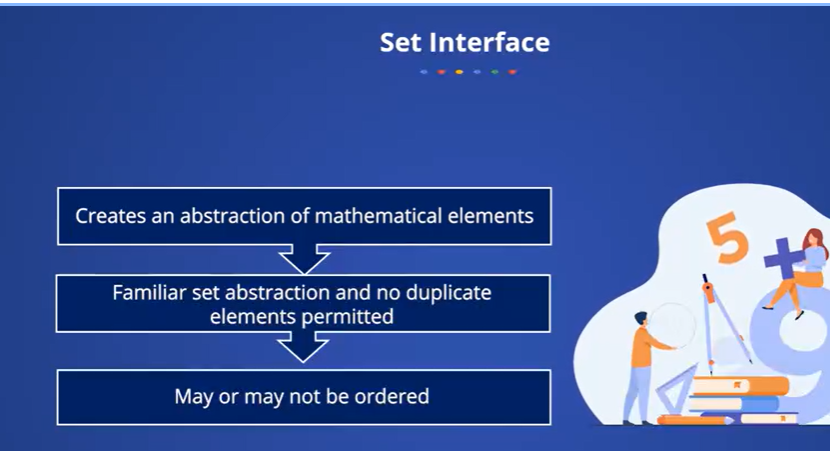 Set Interface
Creates an abstraction of mathematical elements
Familiar set abstraction and no duplicate
elements permitted
May or may not be ordered
5
9